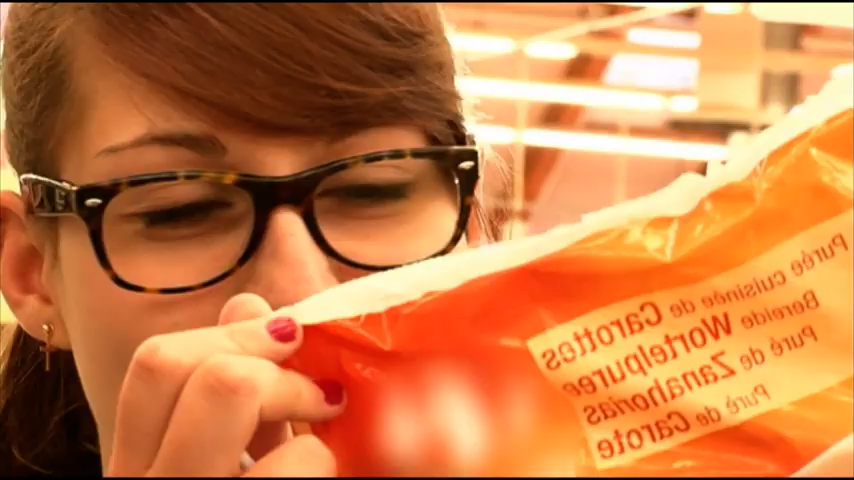 Purée cuisinée de Carottes
Bereide Wortelpuree
Puré de Zanahorias
Purè de Carote